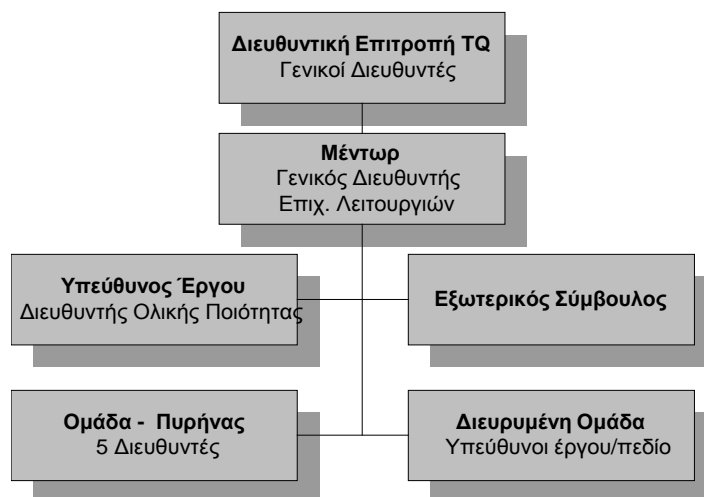 Διευθυντική Επιτροπή TQ
Γενικοί Διευθυντές
Μέντωρ
Γενικός Διευθυντής
Επιχ. Λειτουργιών
Υπεύθυνος Έργου
Διευθυντής Ολικής Ποιότητας
Εξωτερικός Σύμβουλος
Ομάδα - Πυρήνας
5 Διευθυντές
Διευρυμένη Ομάδα
Υπεύθυνοι έργου/πεδίο